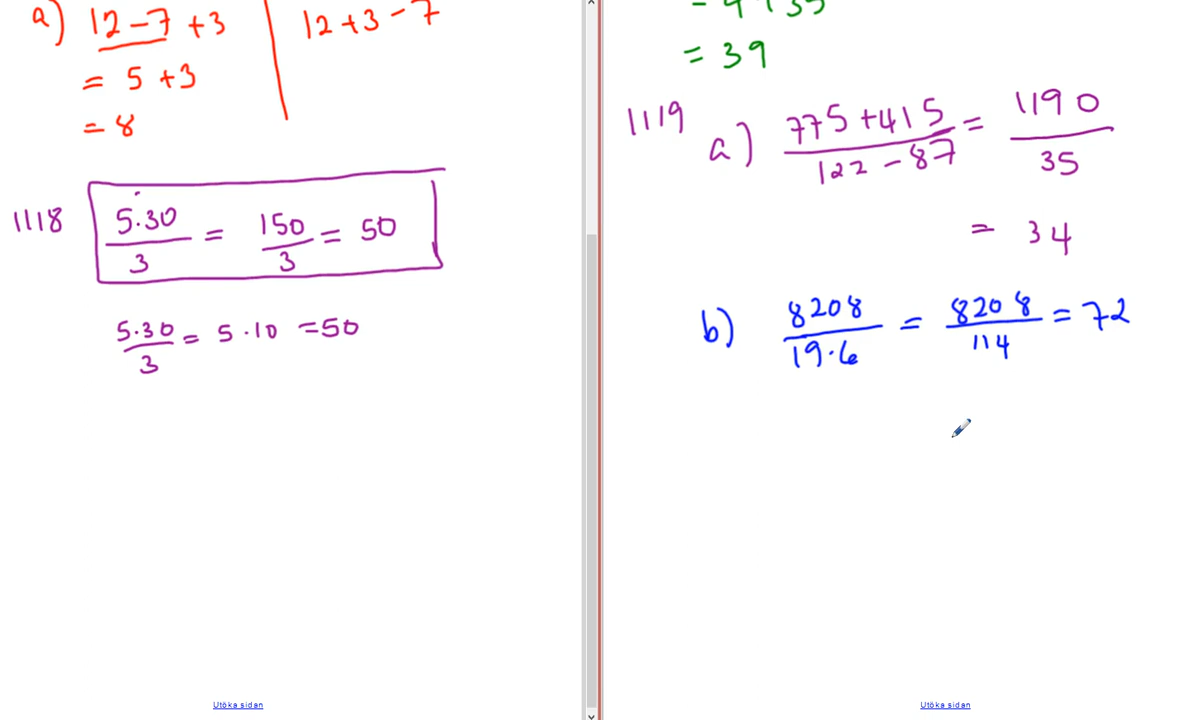 a) 12 - 7 + 3 | 12 + 3 - 7
= 5 + 3
= 8
1118 5·30/3 = 150/3 = 50
5·30/3 = 5·10 = 50
Utöka sidan
= 39
1119 a) 775 + 415/122 - 87 = 1190/35
= 34
b) 8208/19·6 = 8208/114 = 72
Utöka sidan